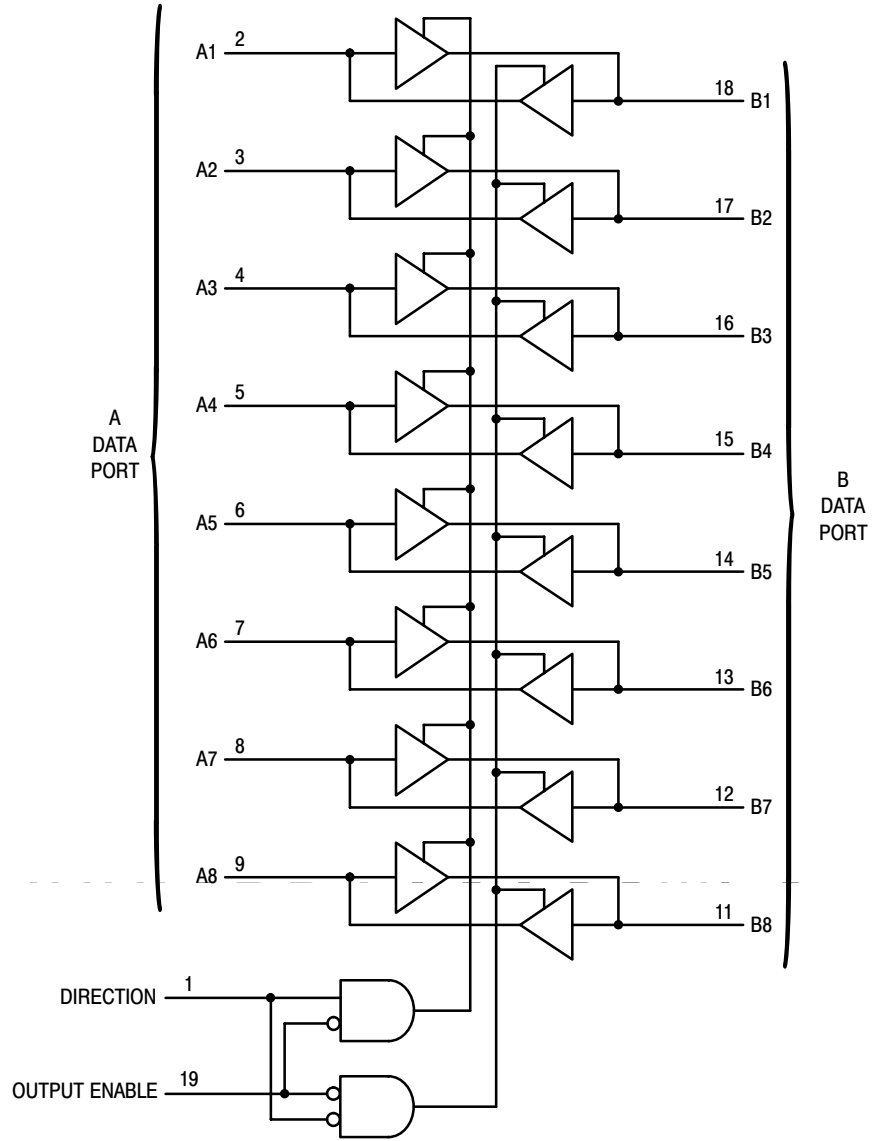 A1 2
18 B1
A2 3
17 B2
A3 4
16 B3
A4 5
15 B4
A
DATA
PORT
A5 6
14 B5
B
DATA
PORT
A6 7
13 B6
A7 8
12 B7
A8 9
11 B8
DIRECTION 1
OUTPUT ENABLE 19